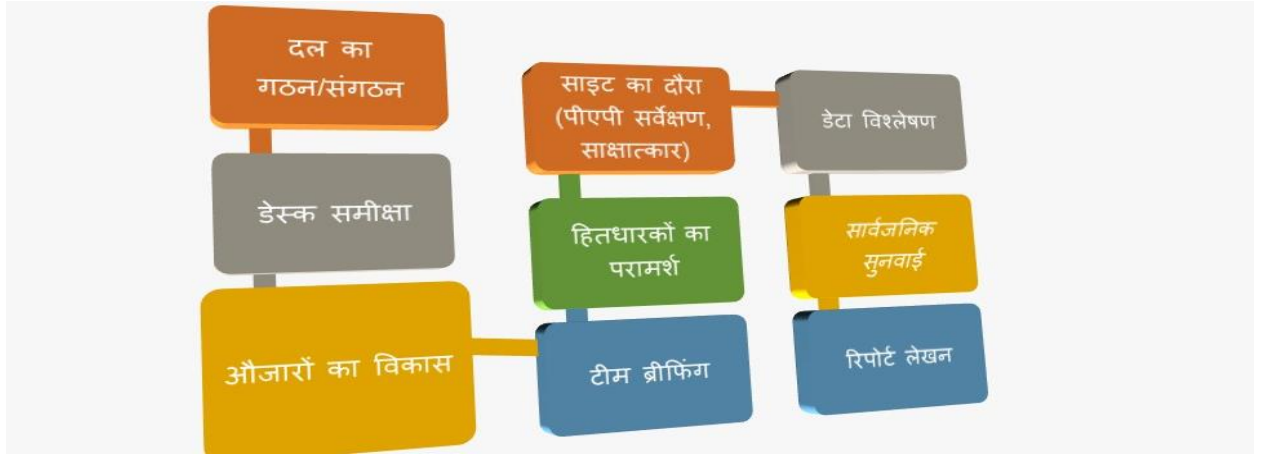 दल का
गठन/संगठन
डेस्क समीक्षा
औजारों का विकास
टीम ब्रीफिंग
हितधारकों का
परामर्श
साइट का दौरा
(पीएपी सर्वेक्षण,
साक्षात्कार)
डेटा विश्लेषण
सार्वजनिक
सुनवाई
रिपोर्ट लेखन